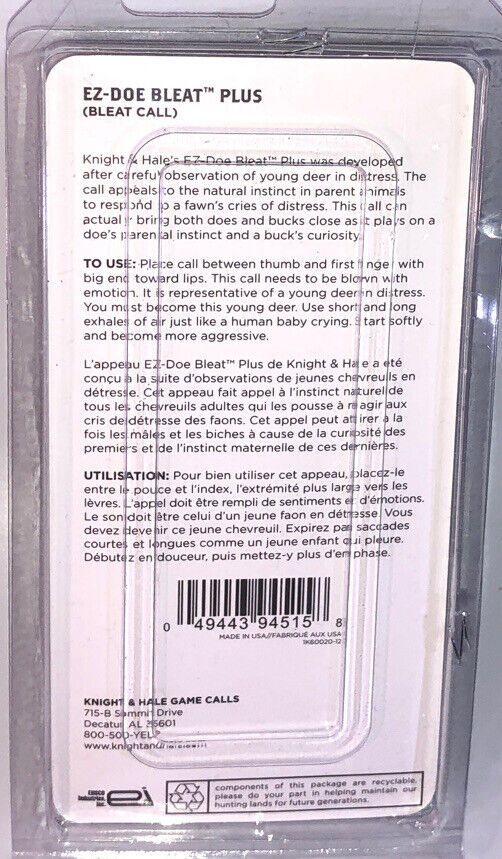 EZ-DOE BLEAT™ PLUS
(BLEAT CALL)
Knight & Hale's EZ-Doe Bleat™ Plus was developed
after careful observation of young deer in distress. The
call appeals to the natural instinct in parent animals
to respond to a fawn's cries of distress. This call can
actually bring both does and bucks close as it plays on a
doe's parental instinct and a buck's curiosity.
TO USE: Place call between thumb and first finger with
big end toward lips. This call needs to be blown with
emotion. It is representative of a young deer in distress.
You must become this young deer. Use short and long
exhales of air just like a human baby crying. Start softly
and become more aggressive.
L'appeau EZ-Doe Bleat™ Plus de Knight & Hale a été
conçu à la suite d'observations de jeunes chevreuils en
détresse. Cet appeau fait appel à l'instinct naturel de
tous les chevreuils adultes qui les pousse à réagir aux
cris de détresse des faons. Cet appel peut attirer à la
fois les mâles et les biches à cause de la curiosité des
premiers et de l'instinct maternelle de ces dernières.
UTILISATION: Pour bien utiliser cet appeau, placez-le
entre le pouce et l'index, l'extrémité plus large vers les
lèvres. L'appel doit être rempli de sentiments et d'émotions.
Le son doit être celui d'un jeune faon en détresse. Vous
devez devenir ce jeune chevreuil. Expirez par saccades
courtes et longues comme un jeune enfant qui pleure.
Débutez en douceur, puis mettez-y plus d'emphase.
0 49443 94515 8
MADE IN USA//FABRIQUÉ AUX USA
1K60020-12
KNIGHT & HALE GAME CALLS
715-B Summit Drive
Decatur, AL 35601
800-500-YELP
EBSCO
Industries,
Inc.
ei
components of this package are recyclable.
please do your part in helping maintain our
hunting lands for future generations.